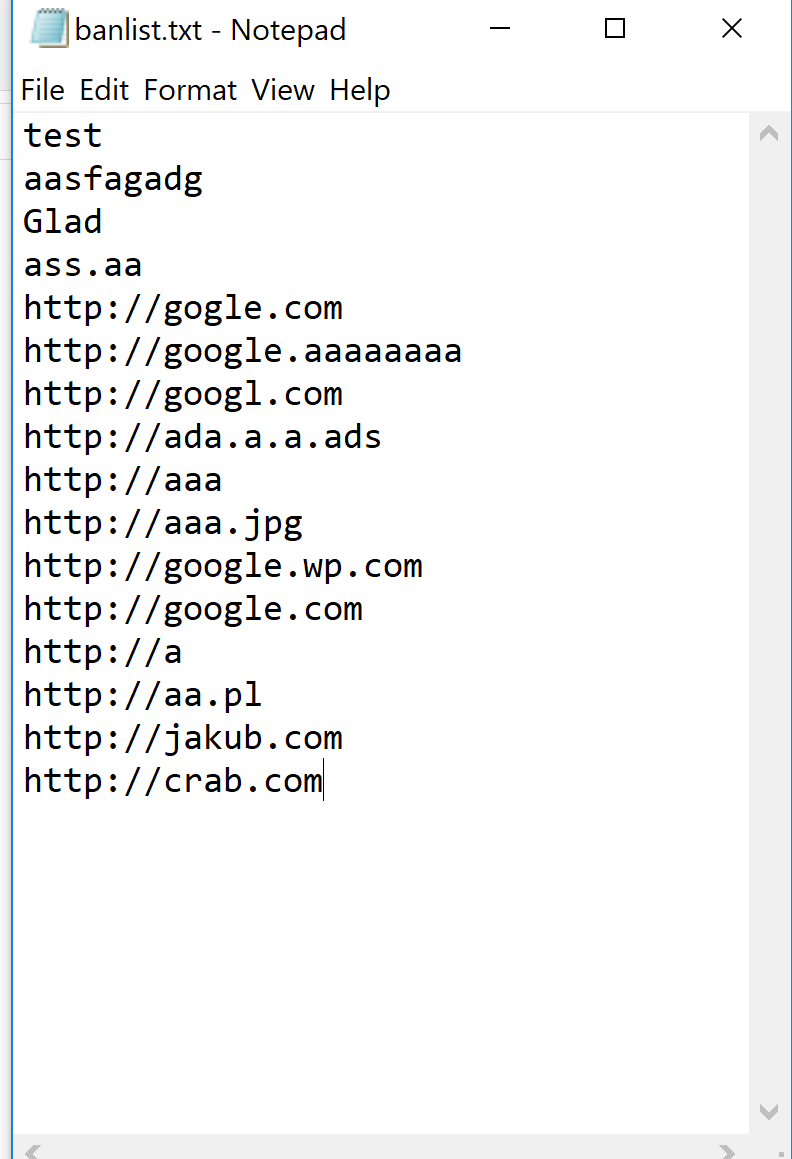 banlist.txt - Notepad
File Edit Format View Help
test
aasfagadg
Glad
ass.aa
http://gogle.com
http://google.aaaaaaaa
http://googl.com
http://ada.a.a.ads
http://aaa
http://aaa.jpg
http://google.wp.com
http://google.com
http://a
http://aa.pl
http://jakub.com
http://crab.com